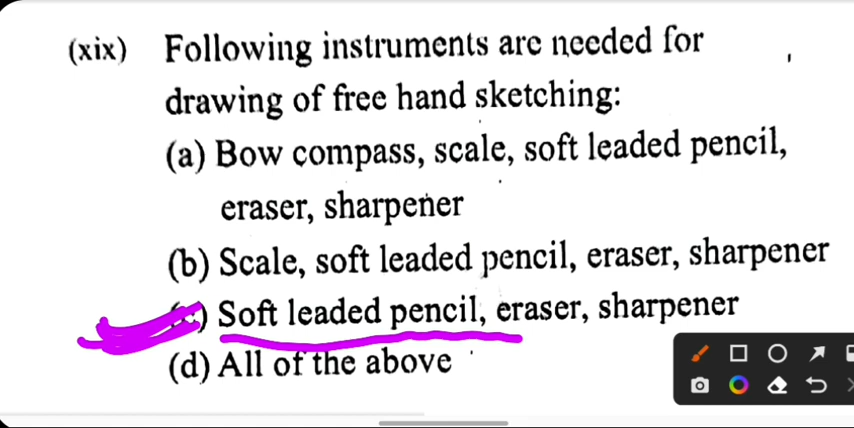 (xix) Following instruments are needed for
drawing of free hand sketching:
(a) Bow compass, scale, soft leaded pencil,
eraser, sharpener
(b) Scale, soft leaded pencil, eraser, sharpener
(c) Soft leaded pencil, eraser, sharpener
(d) All of the above